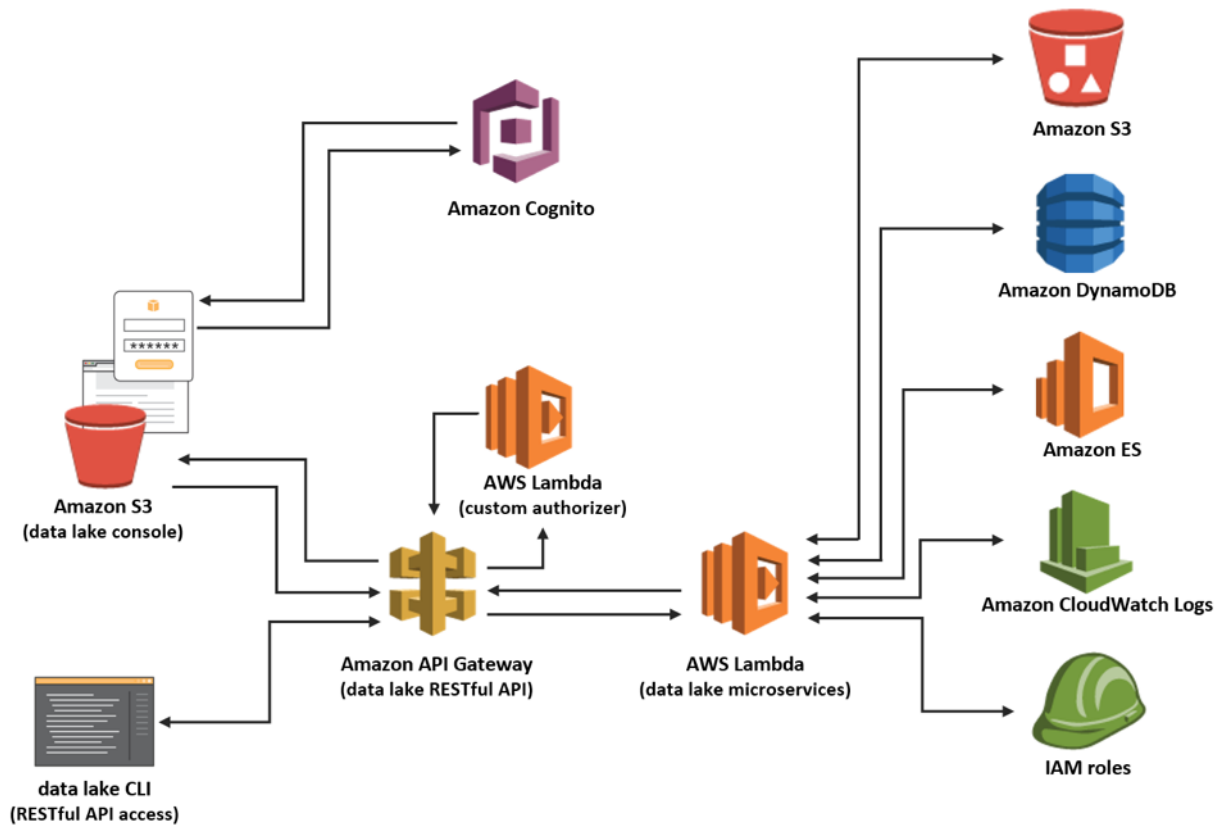 Amazon S3
Amazon Cognito
Amazon DynamoDB
******
Amazon ES
AWS Lambda
(custom authorizer)
Amazon S3
(data lake console)
Amazon CloudWatch Logs
Amazon API Gateway
(data lake RESTful API)
AWS Lambda
(data lake microservices)
IAM roles
data lake CLI
(RESTful API access)